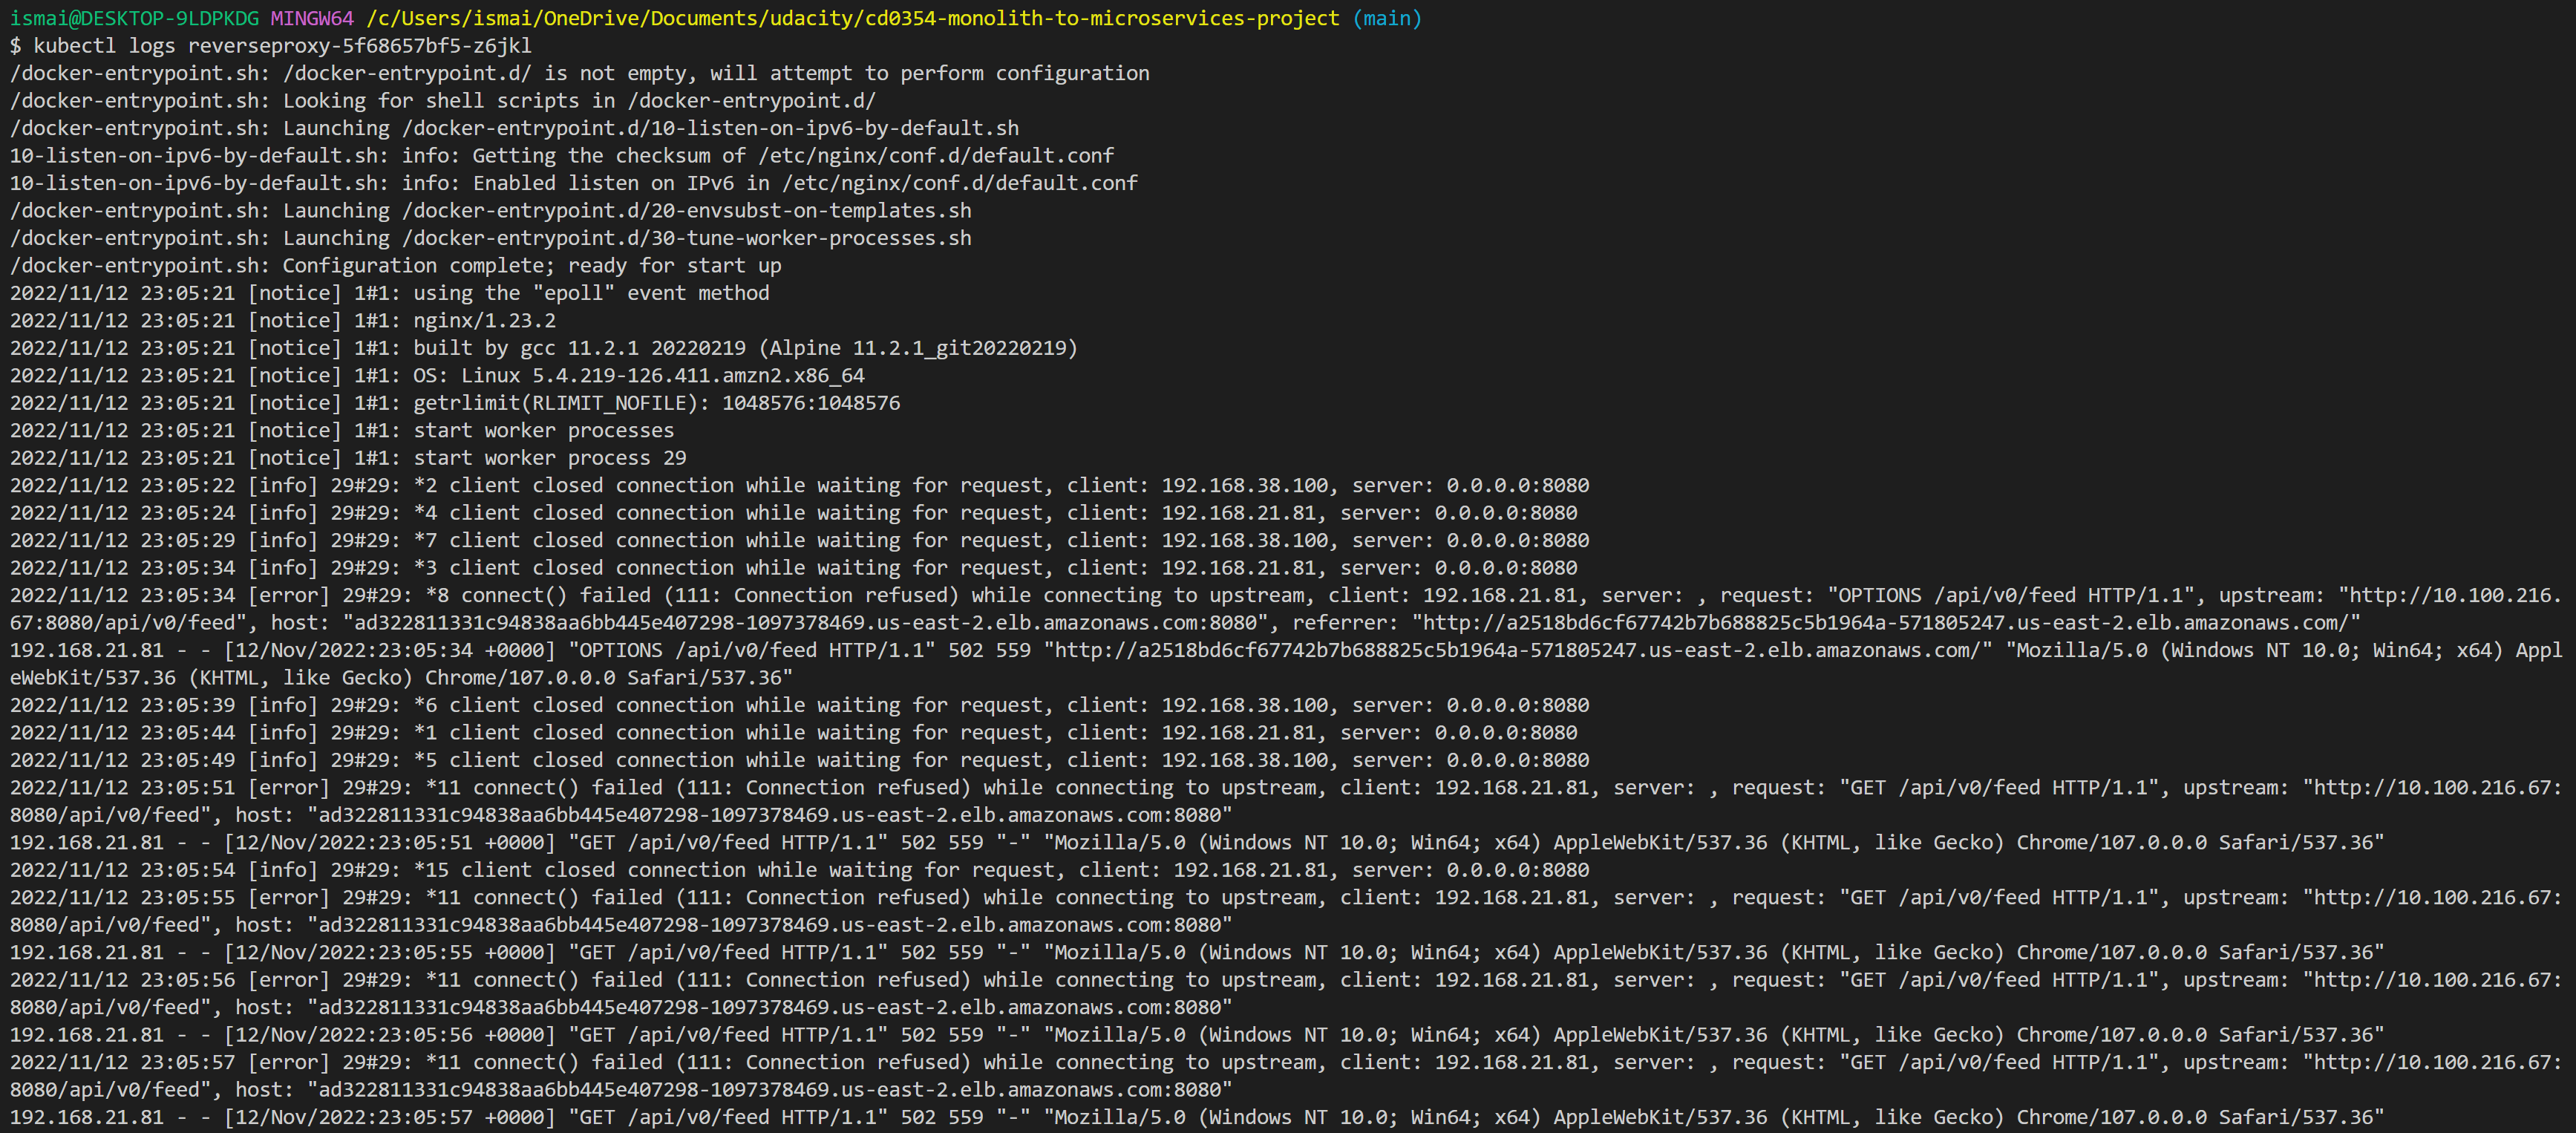 ismai@DESKTOP-9LDPKDG MINGW64 /c/Users/ismai/OneDrive/Documents/udacity/cd0354-monolith-to-microservices-project (main)
$ kubectl logs reverseproxy-5f68657bf5-z6jkl
/docker-entrypoint.sh: /docker-entrypoint.d/ is not empty, will attempt to perform configuration
/docker-entrypoint.sh: Looking for shell scripts in /docker-entrypoint.d/
/docker-entrypoint.sh: Launching /docker-entrypoint.d/10-listen-on-ipv6-by-default.sh
10-listen-on-ipv6-by-default.sh: info: Getting the checksum of /etc/nginx/conf.d/default.conf
10-listen-on-ipv6-by-default.sh: info: Enabled listen on IPv6 in /etc/nginx/conf.d/default.conf
/docker-entrypoint.sh: Launching /docker-entrypoint.d/20-envsubst-on-templates.sh
/docker-entrypoint.sh: Launching /docker-entrypoint.d/30-tune-worker-processes.sh
/docker-entrypoint.sh: Configuration complete; ready for start up
2022/11/12 23:05:21 [notice] 1#1: using the "epoll" event method
2022/11/12 23:05:21 [notice] 1#1: nginx/1.23.2
2022/11/12 23:05:21 [notice] 1#1: built by gcc 11.2.1 20220219 (Alpine 11.2.1_git20220219)
2022/11/12 23:05:21 [notice] 1#1: OS: Linux 5.4.219-126.411.amzn2.x86_64
2022/11/12 23:05:21 [notice] 1#1: getrlimit(RLIMIT_NOFILE): 1048576:1048576
2022/11/12 23:05:21 [notice] 1#1: start worker processes
2022/11/12 23:05:21 [notice] 1#1: start worker process 29
2022/11/12 23:05:22 [info] 29#29: *2 client closed connection while waiting for request, client: 192.168.38.100, server: 0.0.0.0:8080
2022/11/12 23:05:24 [info] 29#29: *4 client closed connection while waiting for request, client: 192.168.21.81, server: 0.0.0.0:8080
2022/11/12 23:05:29 [info] 29#29: *7 client closed connection while waiting for request, client: 192.168.38.100, server: 0.0.0.0:8080
2022/11/12 23:05:34 [info] 29#29: *3 client closed connection while waiting for request, client: 192.168.21.81, server: 0.0.0.0:8080
2022/11/12 23:05:34 [error] 29#29: *8 connect() failed (111: Connection refused) while connecting to upstream, client: 192.168.21.81, server: , request: "OPTIONS /api/v0/feed HTTP/1.1", upstream: "http://10.100.216.
67:8080/api/v0/feed", host: "ad322811331c94838aa6bb445e407298-1097378469.us-east-2.elb.amazonaws.com:8080", referrer: "http://a2518bd6cf67742b7b688825c5b1964a-571805247.us-east-2.elb.amazonaws.com/"
192.168.21.81 - - [12/Nov/2022:23:05:34 +0000] "OPTIONS /api/v0/feed HTTP/1.1" 502 559 "http://a2518bd6cf67742b7b688825c5b1964a-571805247.us-east-2.elb.amazonaws.com/" "Mozilla/5.0 (Windows NT 10.0; Win64; x64) Appl
eWebKit/537.36 (KHTML, like Gecko) Chrome/107.0.0.0 Safari/537.36"
2022/11/12 23:05:39 [info] 29#29: *6 client closed connection while waiting for request, client: 192.168.38.100, server: 0.0.0.0:8080
2022/11/12 23:05:44 [info] 29#29: *1 client closed connection while waiting for request, client: 192.168.21.81, server: 0.0.0.0:8080
2022/11/12 23:05:49 [info] 29#29: *5 client closed connection while waiting for request, client: 192.168.38.100, server: 0.0.0.0:8080
2022/11/12 23:05:51 [error] 29#29: *11 connect() failed (111: Connection refused) while connecting to upstream, client: 192.168.21.81, server: , request: "GET /api/v0/feed HTTP/1.1", upstream: "http://10.100.216.67:
8080/api/v0/feed", host: "ad322811331c94838aa6bb445e407298-1097378469.us-east-2.elb.amazonaws.com:8080"
192.168.21.81 - - [12/Nov/2022:23:05:51 +0000] "GET /api/v0/feed HTTP/1.1" 502 559 "-" "Mozilla/5.0 (Windows NT 10.0; Win64; x64) AppleWebKit/537.36 (KHTML, like Gecko) Chrome/107.0.0.0 Safari/537.36"
2022/11/12 23:05:54 [info] 29#29: *15 client closed connection while waiting for request, client: 192.168.21.81, server: 0.0.0.0:8080
2022/11/12 23:05:55 [error] 29#29: *11 connect() failed (111: Connection refused) while connecting to upstream, client: 192.168.21.81, server: , request: "GET /api/v0/feed HTTP/1.1", upstream: "http://10.100.216.67:
8080/api/v0/feed", host: "ad322811331c94838aa6bb445e407298-1097378469.us-east-2.elb.amazonaws.com:8080"
192.168.21.81 - - [12/Nov/2022:23:05:55 +0000] "GET /api/v0/feed HTTP/1.1" 502 559 "-" "Mozilla/5.0 (Windows NT 10.0; Win64; x64) AppleWebKit/537.36 (KHTML, like Gecko) Chrome/107.0.0.0 Safari/537.36"
2022/11/12 23:05:56 [error] 29#29: *11 connect() failed (111: Connection refused) while connecting to upstream, client: 192.168.21.81, server: , request: "GET /api/v0/feed HTTP/1.1", upstream: "http://10.100.216.67:
8080/api/v0/feed", host: "ad322811331c94838aa6bb445e407298-1097378469.us-east-2.elb.amazonaws.com:8080"
192.168.21.81 - - [12/Nov/2022:23:05:56 +0000] "GET /api/v0/feed HTTP/1.1" 502 559 "-" "Mozilla/5.0 (Windows NT 10.0; Win64; x64) AppleWebKit/537.36 (KHTML, like Gecko) Chrome/107.0.0.0 Safari/537.36"
2022/11/12 23:05:57 [error] 29#29: *11 connect() failed (111: Connection refused) while connecting to upstream, client: 192.168.21.81, server: , request: "GET /api/v0/feed HTTP/1.1", upstream: "http://10.100.216.67:
8080/api/v0/feed", host: "ad322811331c94838aa6bb445e407298-1097378469.us-east-2.elb.amazonaws.com:8080"
192.168.21.81 - - [12/Nov/2022:23:05:57 +0000] "GET /api/v0/feed HTTP/1.1" 502 559 "-" "Mozilla/5.0 (Windows NT 10.0; Win64; x64) AppleWebKit/537.36 (KHTML, like Gecko) Chrome/107.0.0.0 Safari/537.36"